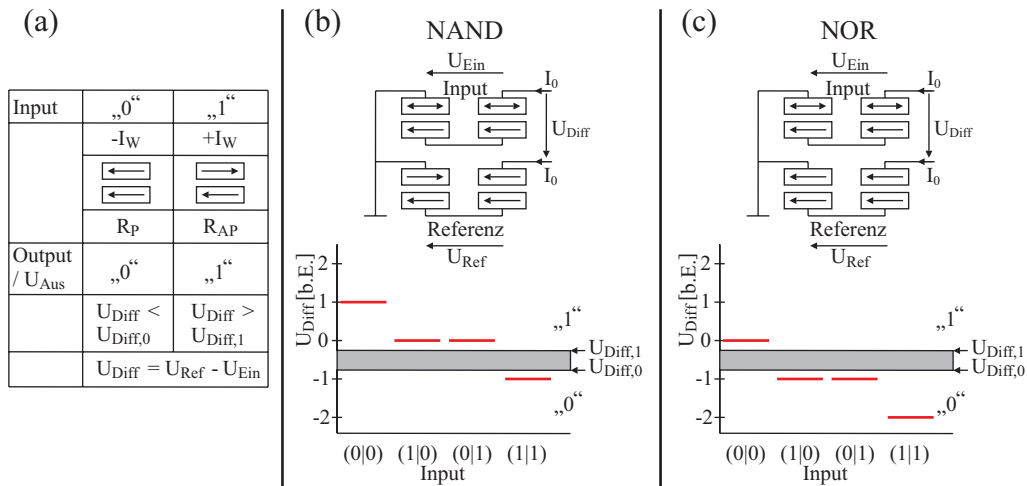 (a)
Input „0“ „1“
-I_W +I_W
R_P R_AP
Output / U_Aus „0“ „1“
U_Diff < U_Diff,0 U_Diff > U_Diff,1
U_Diff = U_Ref - U_Ein
(b)
NAND
U_Ein
Input I_0
U_Diff
I_0
Referenz
U_Ref
U_Diff [b.E.]
2
1
0
-1
-2
„1“
U_Diff,1
U_Diff,0
„0“
(0|0) (1|0) (0|1) (1|1)
Input
(c)
NOR
U_Ein
Input I_0
U_Diff
I_0
Referenz
U_Ref
U_Diff [b.E.]
2
1
0
-1
-2
„1“
U_Diff,1
U_Diff,0
„0“
(0|0) (1|0) (0|1) (1|1)
Input